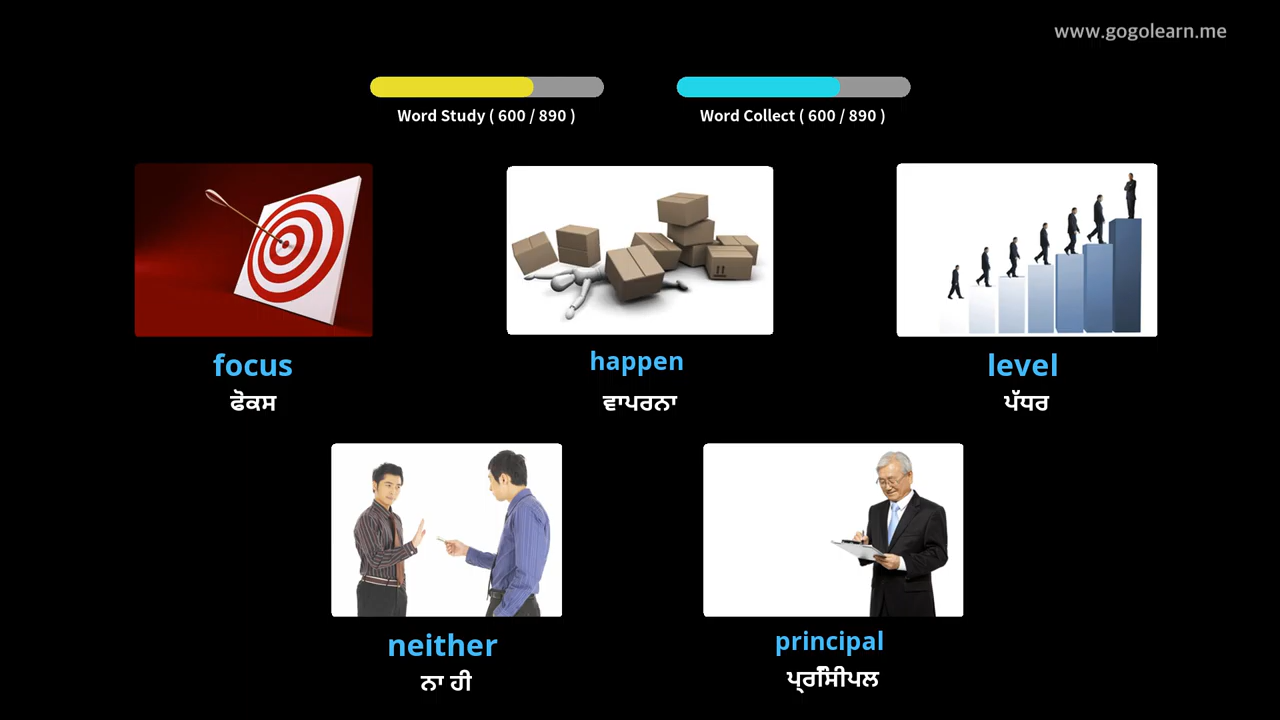 www.gogolearn.me
Word Study ( 600 / 890 )
Word Collect ( 600 / 890 )
focus
ਫੋਕਸ
happen
ਵਾਪਰਨਾ
level
ਪੱਧਰ
neither
ਨਾ ਹੀ
principal
ਪ੍ਰਿੰਸੀਪਲ